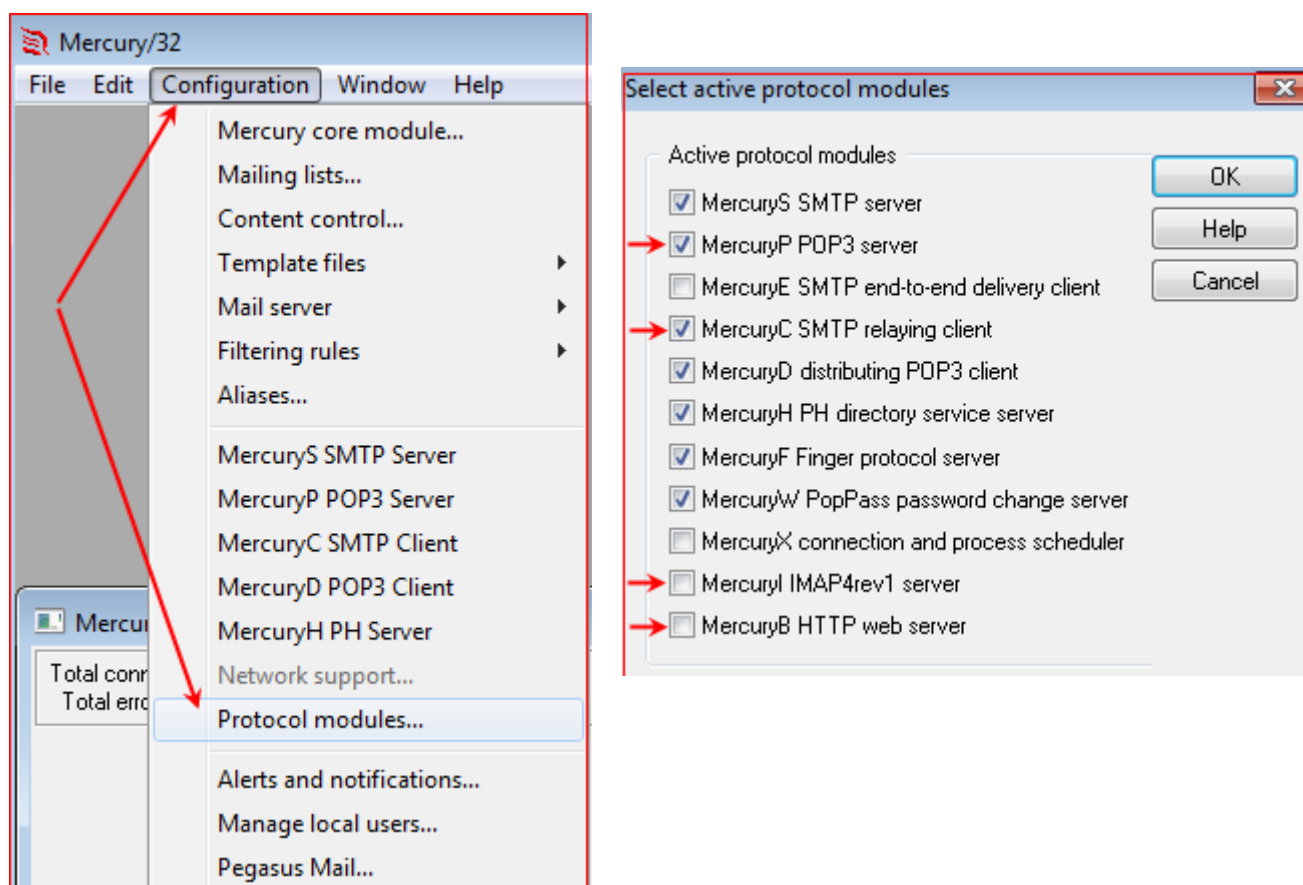 Mercury/32
File Edit Configuration Window Help
Mercury core module...
Mailing lists...
Content control...
Template files
Mail server
Filtering rules
Aliases...
MercuryS SMTP Server
MercuryP POP3 Server
MercuryC SMTP Client
MercuryD POP3 Client
MercuryH PH Server
Network support...
Protocol modules...
Alerts and notifications...
Manage local users...
Pegasus Mail...
Mercu
Total conn
Total erro
Select active protocol modules
Active protocol modules
MercuryS SMTP server
MercuryP POP3 server
MercuryE SMTP end-to-end delivery client
MercuryC SMTP relaying client
MercuryD distributing POP3 client
MercuryH PH directory service server
MercuryF Finger protocol server
MercuryW PopPass password change server
MercuryX connection and process scheduler
MercuryI IMAP4rev1 server
MercuryB HTTP web server
OK
Help
Cancel